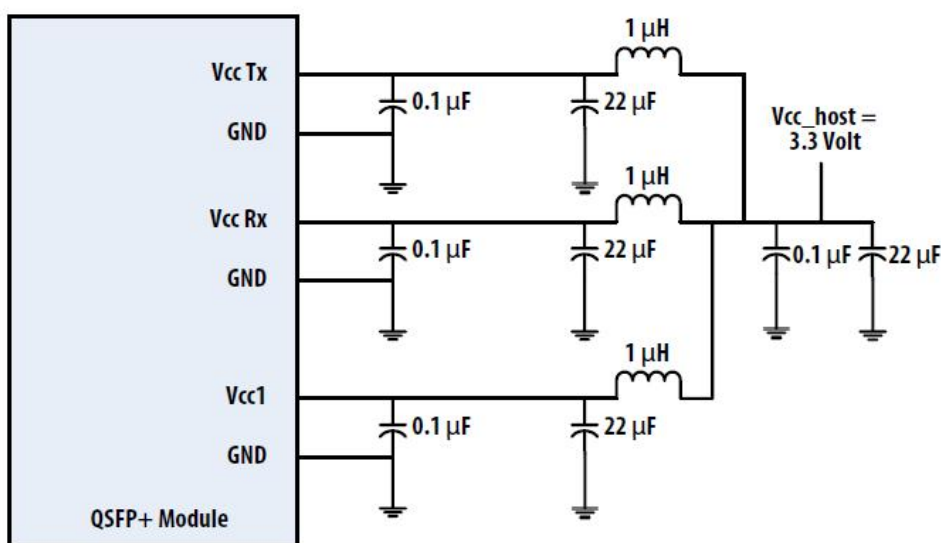 1 μH
Vcc Tx
0.1 μF
22 μF
GND
Vcc_host =
3.3 Volt
1 μH
Vcc Rx
0.1 μF
22 μF
0.1 μF
22 μF
GND
1 μH
Vcc1
0.1 μF
22 μF
GND
QSFP+ Module